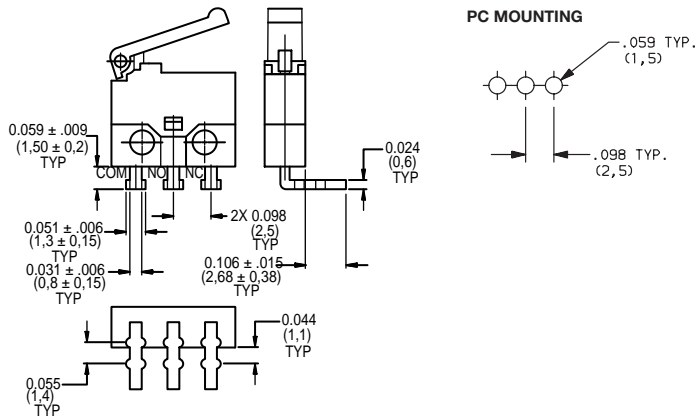 PC MOUNTING
.059 TYP.
(1,5)
.098 TYP.
(2,5)
0.059 ± .009
(1,50 ± 0,2)
TYP
COM NO NC
0.024
(0,6)
TYP
0.051 ± .006
(1,3 ± 0,15)
TYP
2X 0.098
(2,5)
TYP
0.031 ± .006
(0,8 ± 0,15)
TYP
0.106 ± .015
(2,68 ± 0,38)
TYP
0.044
(1,1)
TYP
0.055
(1,4)
TYP